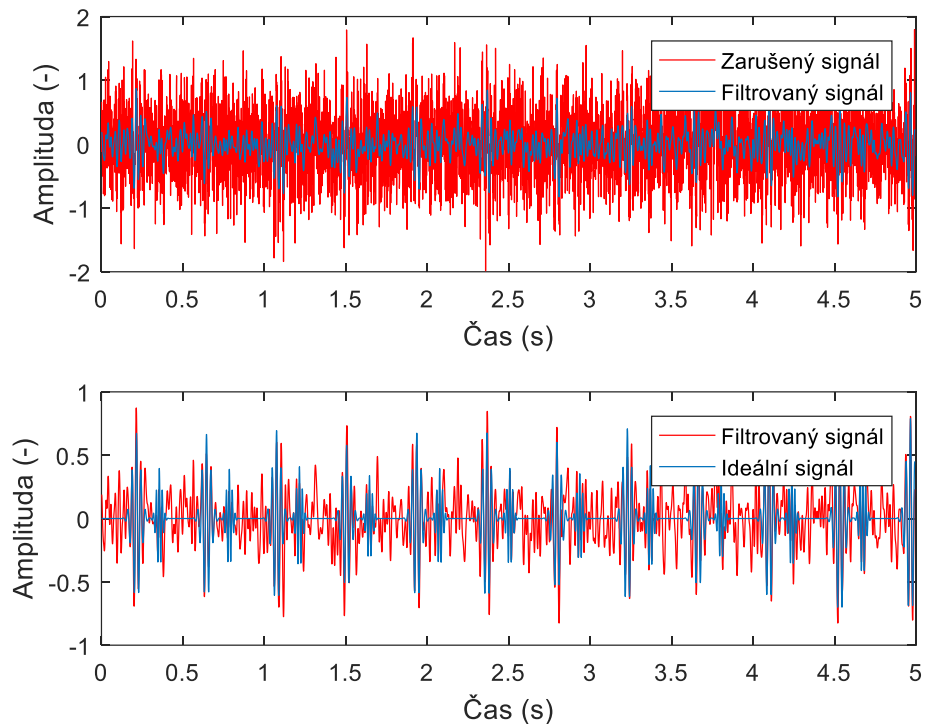 2
1
0
-1
-2
Amplituda (-)
Zarušený signál
Filtrovaný signál
0 0.5 1 1.5 2 2.5 3 3.5 4 4.5 5
Čas (s)
1
0.5
0
-0.5
-1
Amplituda (-)
Filtrovaný signál
Ideální signál
0 0.5 1 1.5 2 2.5 3 3.5 4 4.5 5
Čas (s)